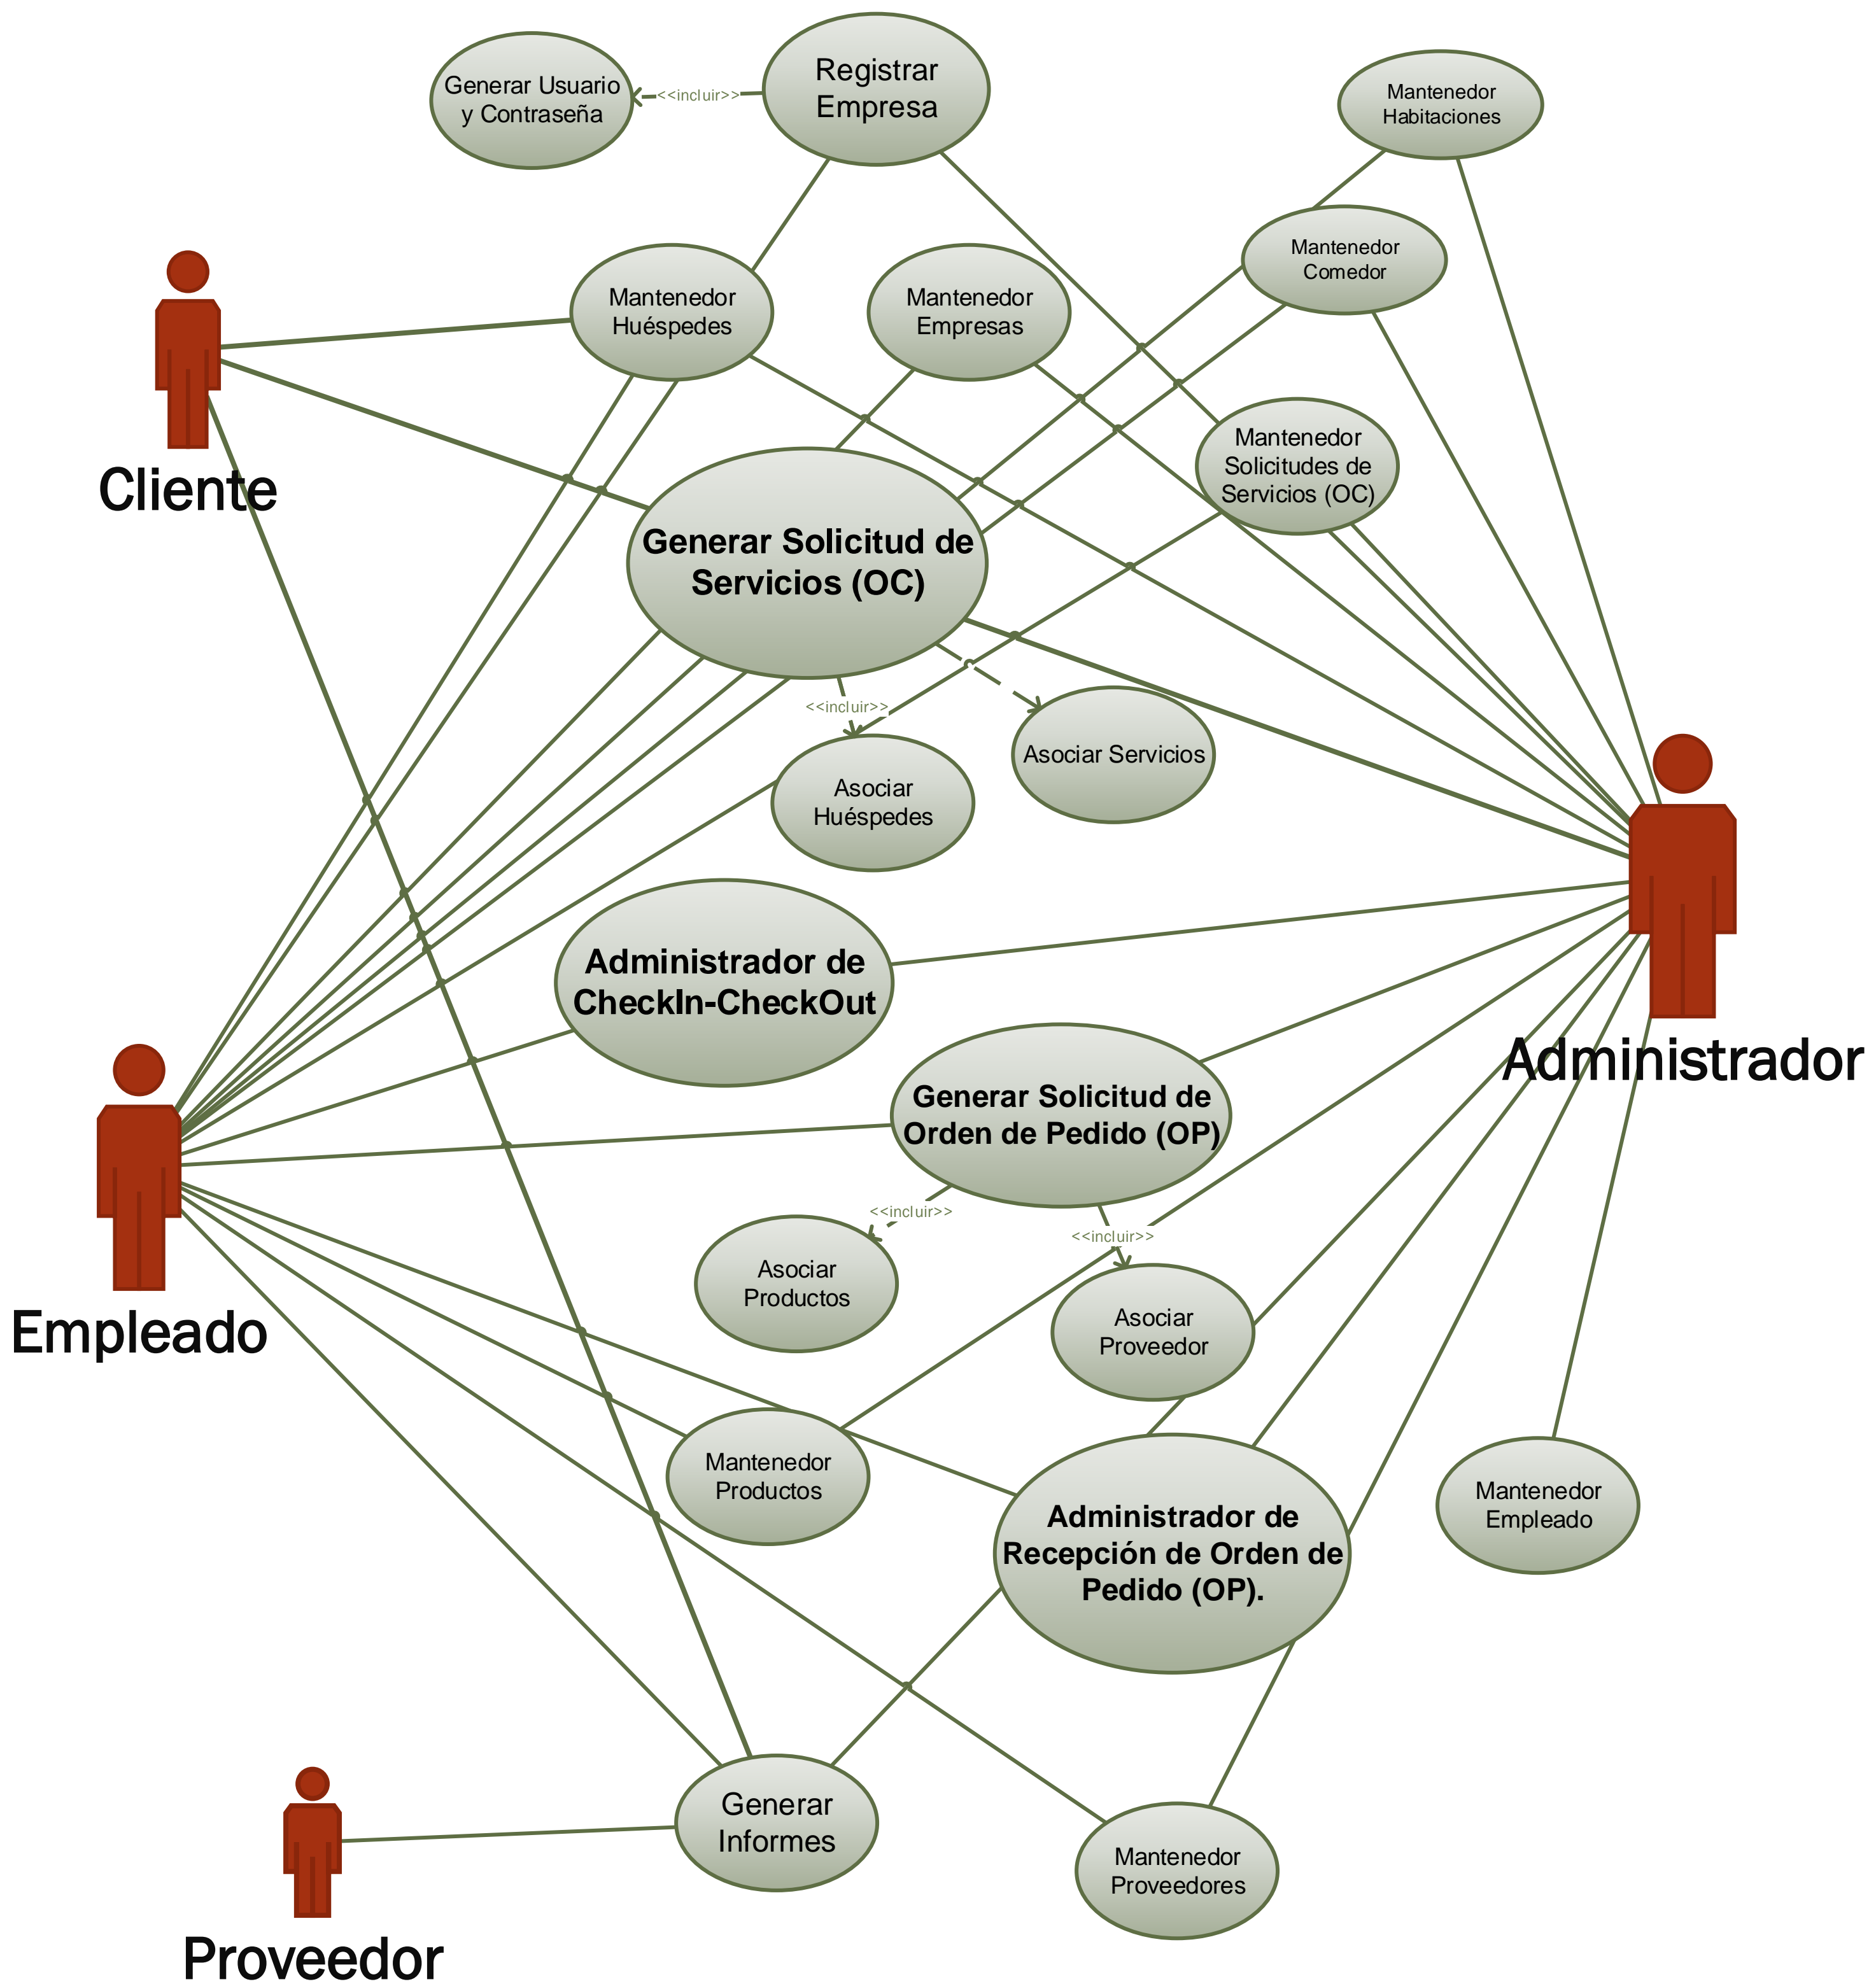 Registrar
Empresa
Generar Usuario
y Contraseña
<<incluir>>
Mantenedor
Habitaciones
Mantenedor
Comedor
Mantenedor
Huéspedes
Mantenedor
Empresas
Cliente
Mantenedor
Solicitudes de
Servicios (OC)
Generar Solicitud de
Servicios (OC)
<<incluir>>
Asociar Servicios
Asociar
Huéspedes
Administrador de
CheckIn-CheckOut
Administrador
Generar Solicitud de
Orden de Pedido (OP)
<<incluir>>
<<incluir>>
Asociar
Productos
Empleado
Asociar
Proveedor
Mantenedor
Productos
Mantenedor
Empleado
Administrador de
Recepción de Orden de
Pedido (OP).
Generar
Informes
Mantenedor
Proveedores
Proveedor